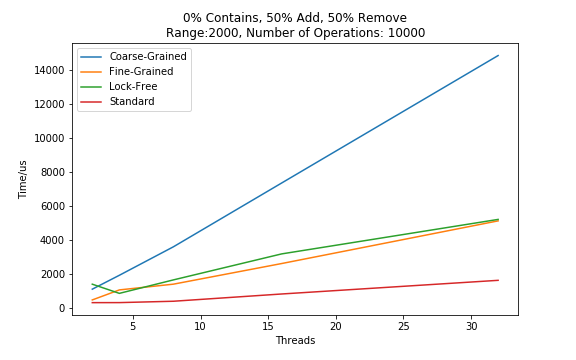 0% Contains, 50% Add, 50% Remove
Range:2000, Number of Operations: 10000
Coarse-Grained
Fine-Grained
Lock-Free
Standard
Time/us
14000
12000
10000
8000
6000
4000
2000
0
5
10
15
20
25
30
Threads